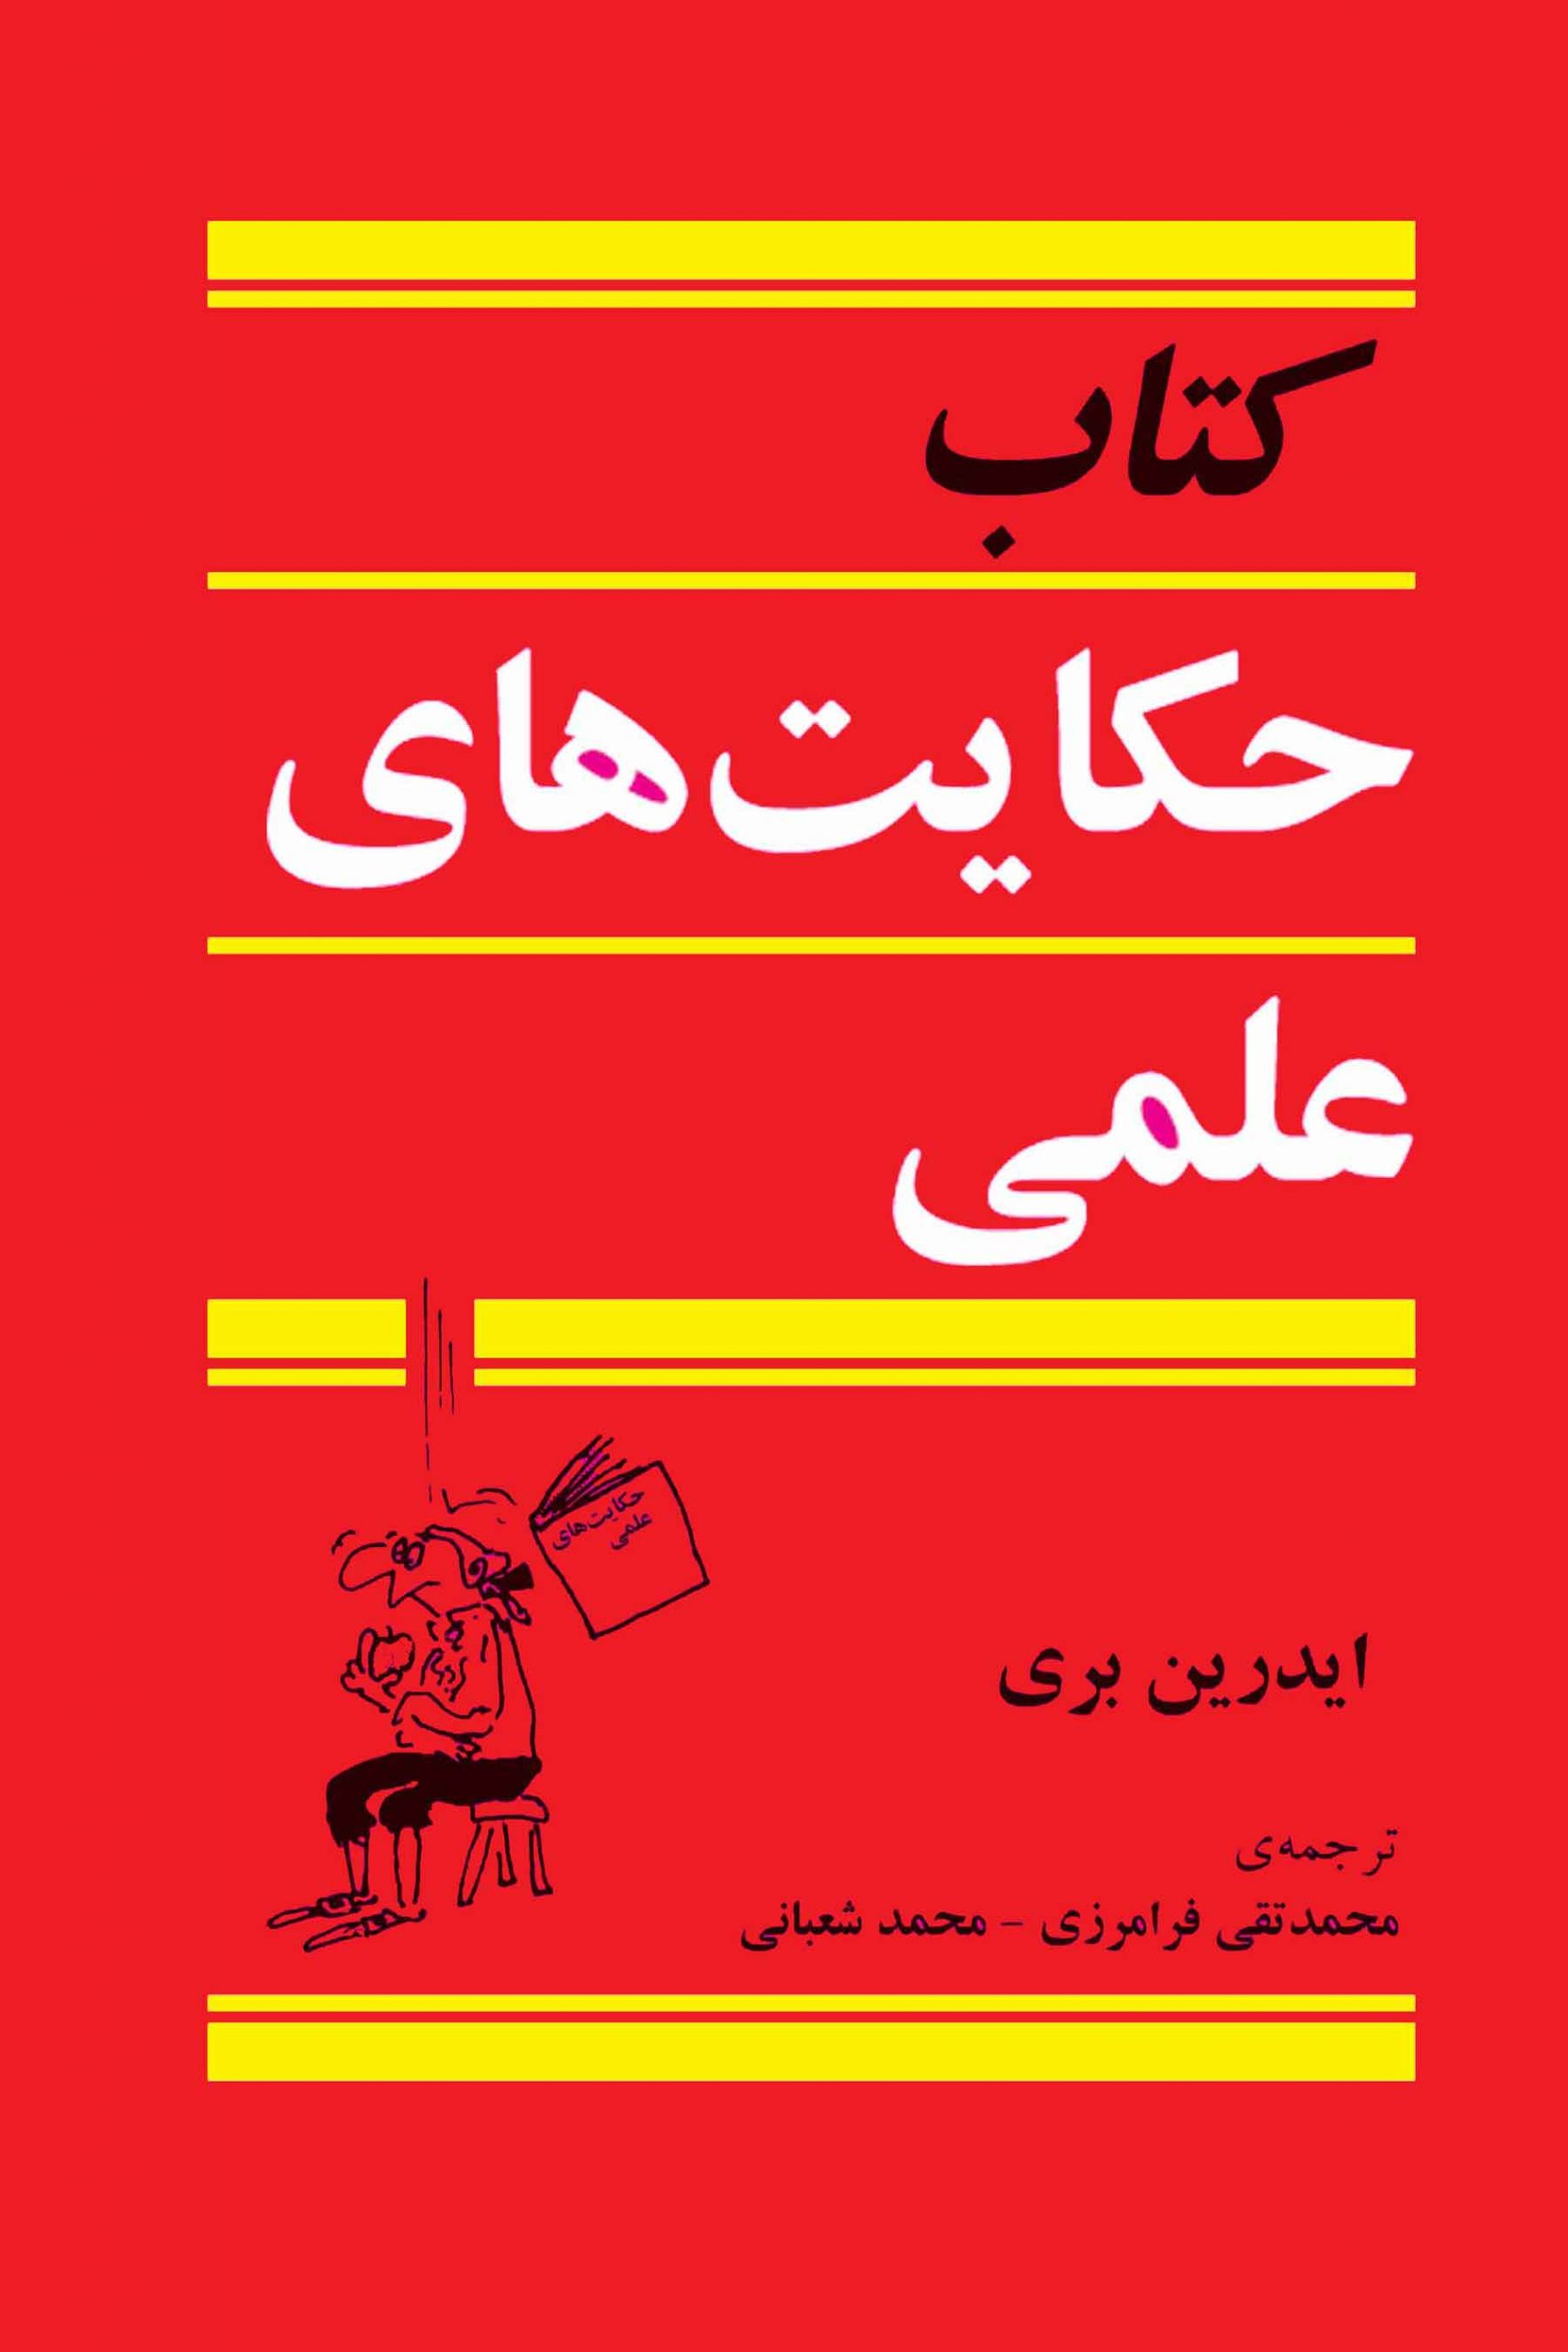 کتاب
حکایت‌های
علمی
حکایت‌های
علمی
ایدرین بری
ترجمه‌ی
محمدتقی فرامرزی - محمد شعبانی